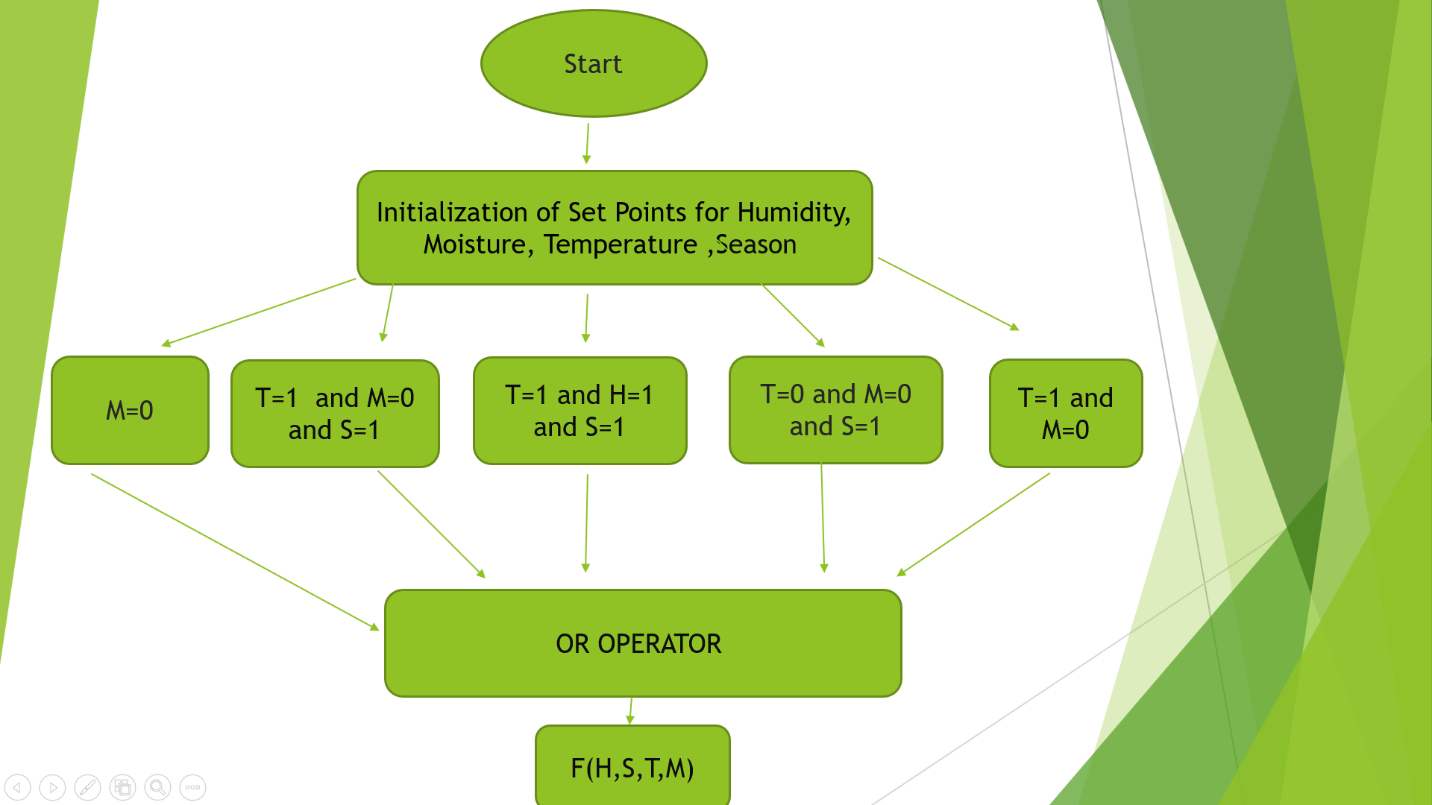 Start
Initialization of Set Points for Humidity,
Moisture, Temperature ,Season
M=0
T=1 and M=0
and S=1
T=1 and H=1
and S=1
T=0 and M=0
and S=1
T=1 and
M=0
OR OPERATOR
F(H,S,T,M)